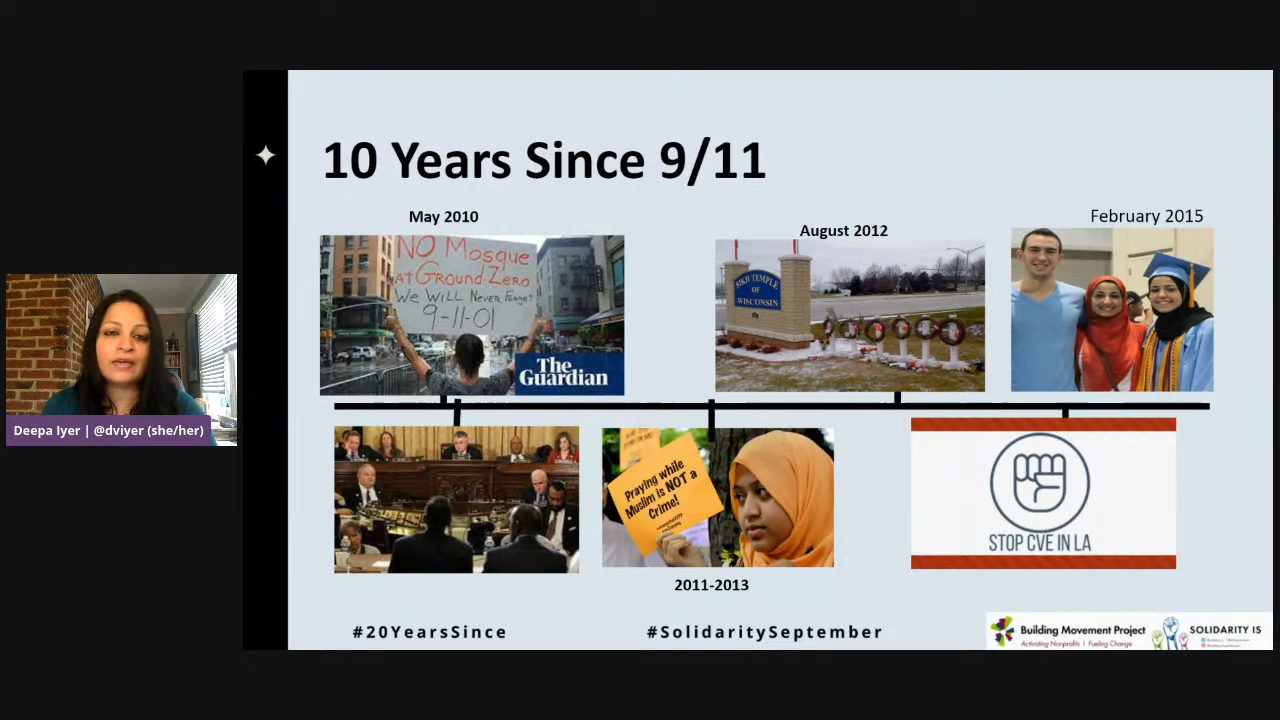 10 Years Since 9/11
May 2010
August 2012
February 2015
NO Mosque
AT Ground Zero
We WILL Never Forget
9-11-01
The
Guardian
SIKH TEMPLE
OF
WISCONSIN
Deepa Iyer | @dviyer (she/her)
Praying while
Muslim is NOT a
Crime!
STOP CVE IN LA
2011-2013
#20YearsSince
#SolidaritySeptember
Building Movement Project
Activating Nonprofits | Fueling Change
SOLIDARITY IS